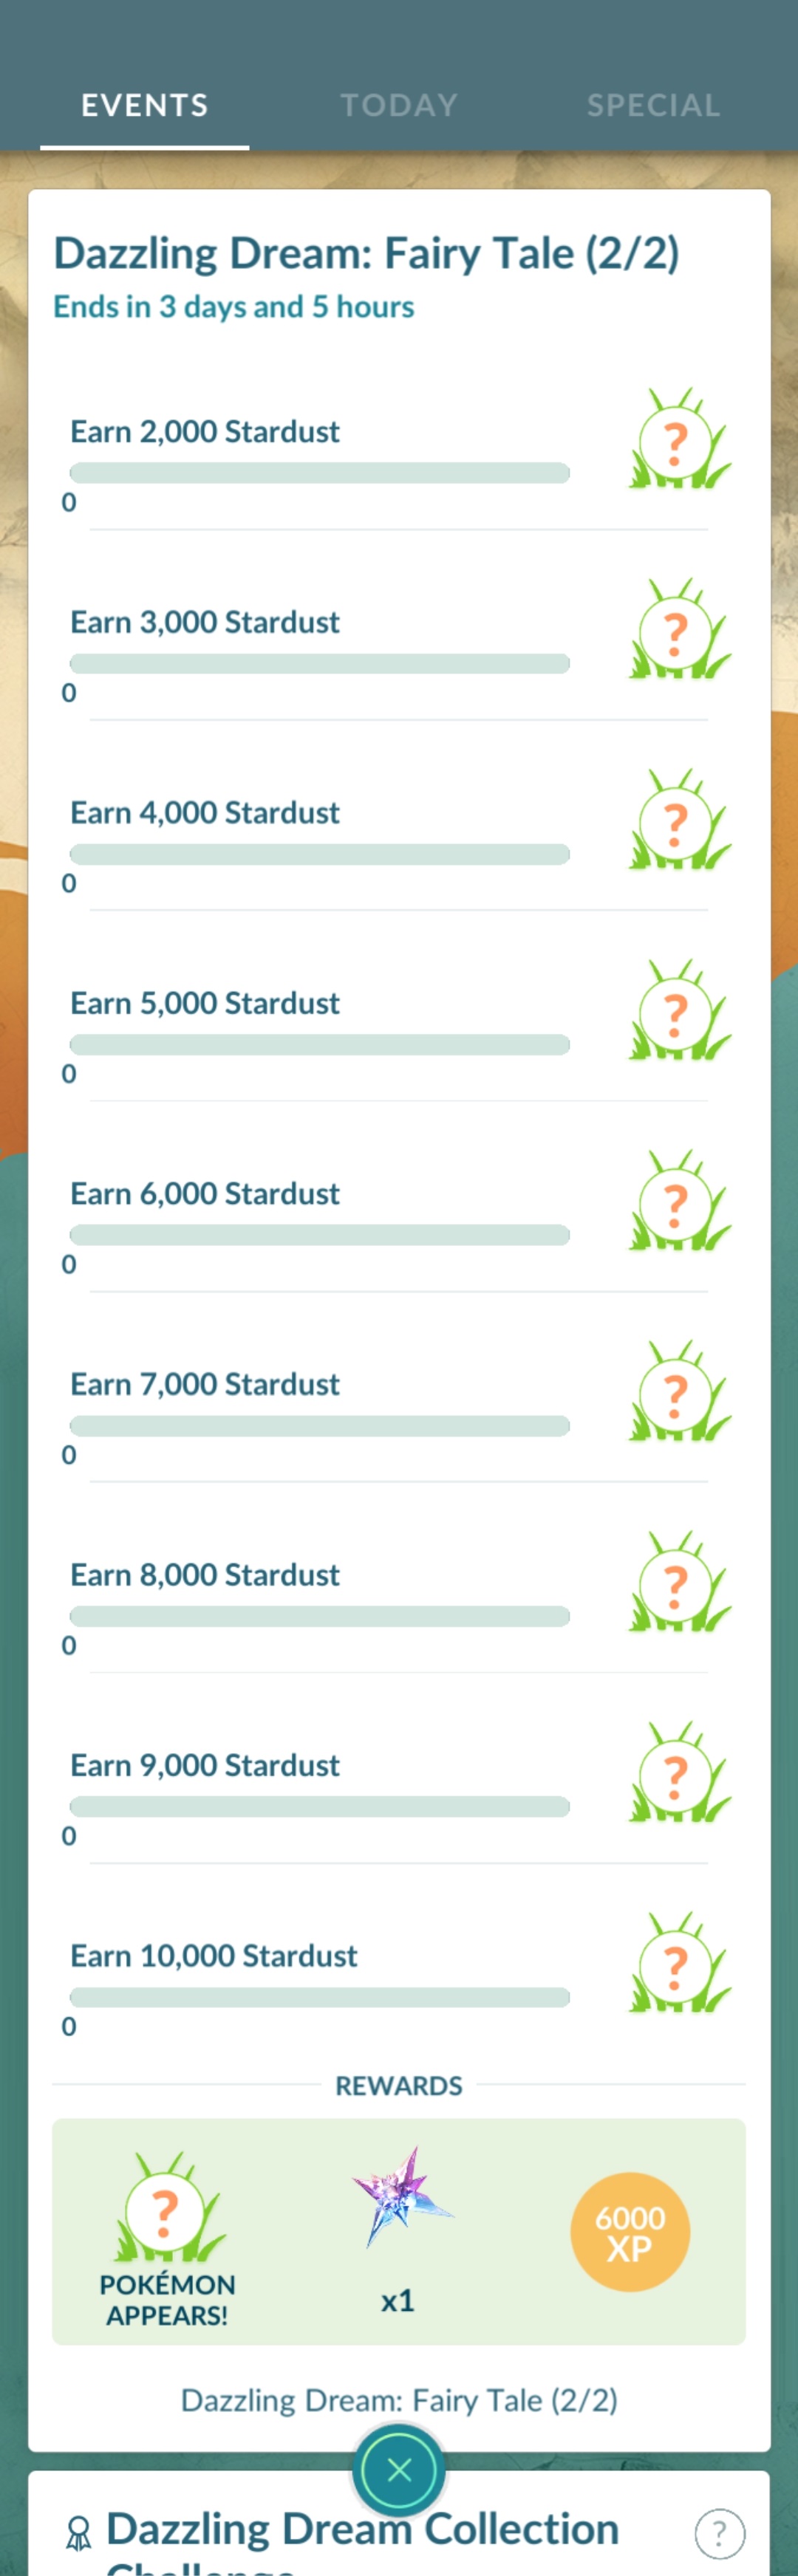 EVENTS TODAY SPECIAL
Dazzling Dream: Fairy Tale (2/2)
Ends in 3 days and 5 hours
Earn 2,000 Stardust
?
0
Earn 3,000 Stardust
?
0
Earn 4,000 Stardust
?
0
Earn 5,000 Stardust
?
0
Earn 6,000 Stardust
?
0
Earn 7,000 Stardust
?
0
Earn 8,000 Stardust
?
0
Earn 9,000 Stardust
?
0
Earn 10,000 Stardust
?
0
REWARDS
?
POKÉMON
APPEARS!
x1
6000
XP
Dazzling Dream: Fairy Tale (2/2)
Dazzling Dream Collection
?
Challenge